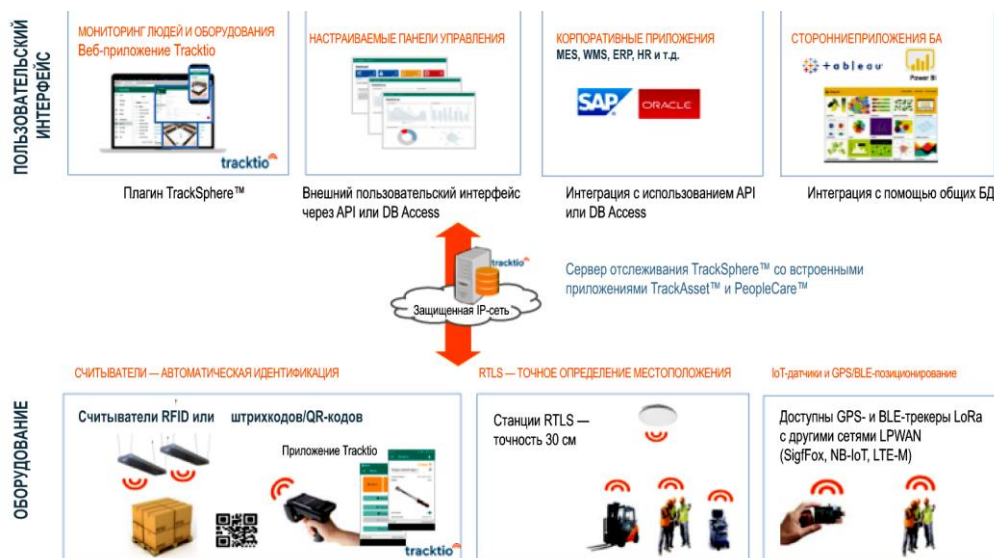 ПОЛЬЗОВАТЕЛЬСКИЙ
ИНТЕРФЕЙС
МОНИТОРИНГ ЛЮДЕЙ И ОБОРУДОВАНИЯ
Веб-приложение Tracktio
tracktio
НАСТРАИВАЕМЫЕ ПАНЕЛИ УПРАВЛЕНИЯ
КОРПОРАТИВНЫЕ ПРИЛОЖЕНИЯ
MES, WMS, ERP, HR и т.д.
SAP
ORACLE
СТОРОННИЕПРИЛОЖЕНИЯ БА
+ableau
Power BI
Плагин TrackSphere™
Внешний пользовательский интерфейс
через API или DB Access
Интеграция с использованием API
или DB Access
Интеграция с помощью общих БД
tracktio
Защищенная IP-сеть
Сервер отслеживания TrackSphere™ со встроенными
приложениями TrackAsset™ и PeopleCare™
ОБОРУДОВАНИЕ
СЧИТЫВАТЕЛИ — АВТОМАТИЧЕСКАЯ ИДЕНТИФИКАЦИЯ
Считыватели RFID или штрихкодов/QR-кодов
Приложение Tracktio
tracktio
RTLS — ТОЧНОЕ ОПРЕДЕЛЕНИЕ МЕСТОПОЛОЖЕНИЯ
Станции RTLS —
точность 30 см
IoT-датчики и GPS/BLE-позиционирование
Доступны GPS- и BLE-трекеры LoRa
с другими сетями LPWAN
(SigfFox, NB-IoT, LTE-M)